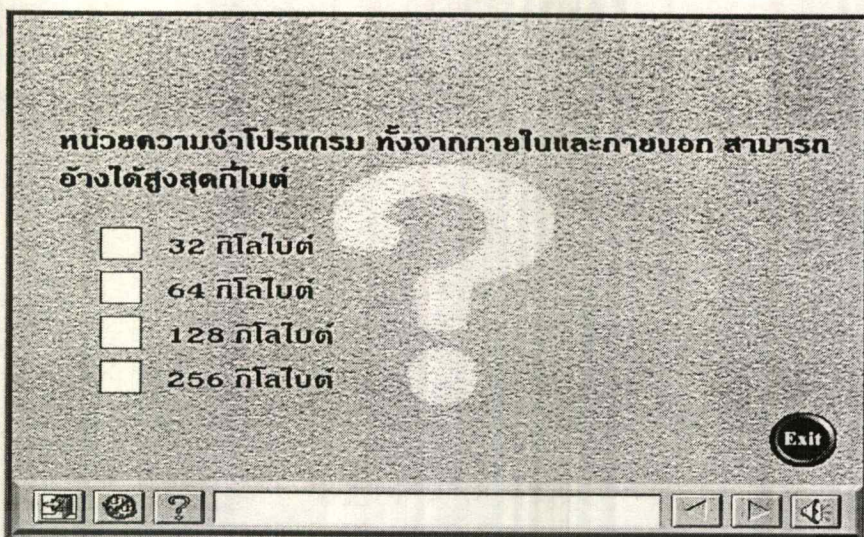 หน่วยความจำโปรแกรม ทั้งจากภายในและภายนอก สามารถ
อ้างได้สูงสุดกี่ไบต์
32 กิโลไบต์
64 กิโลไบต์
128 กิโลไบต์
256 กิโลไบต์
Exit